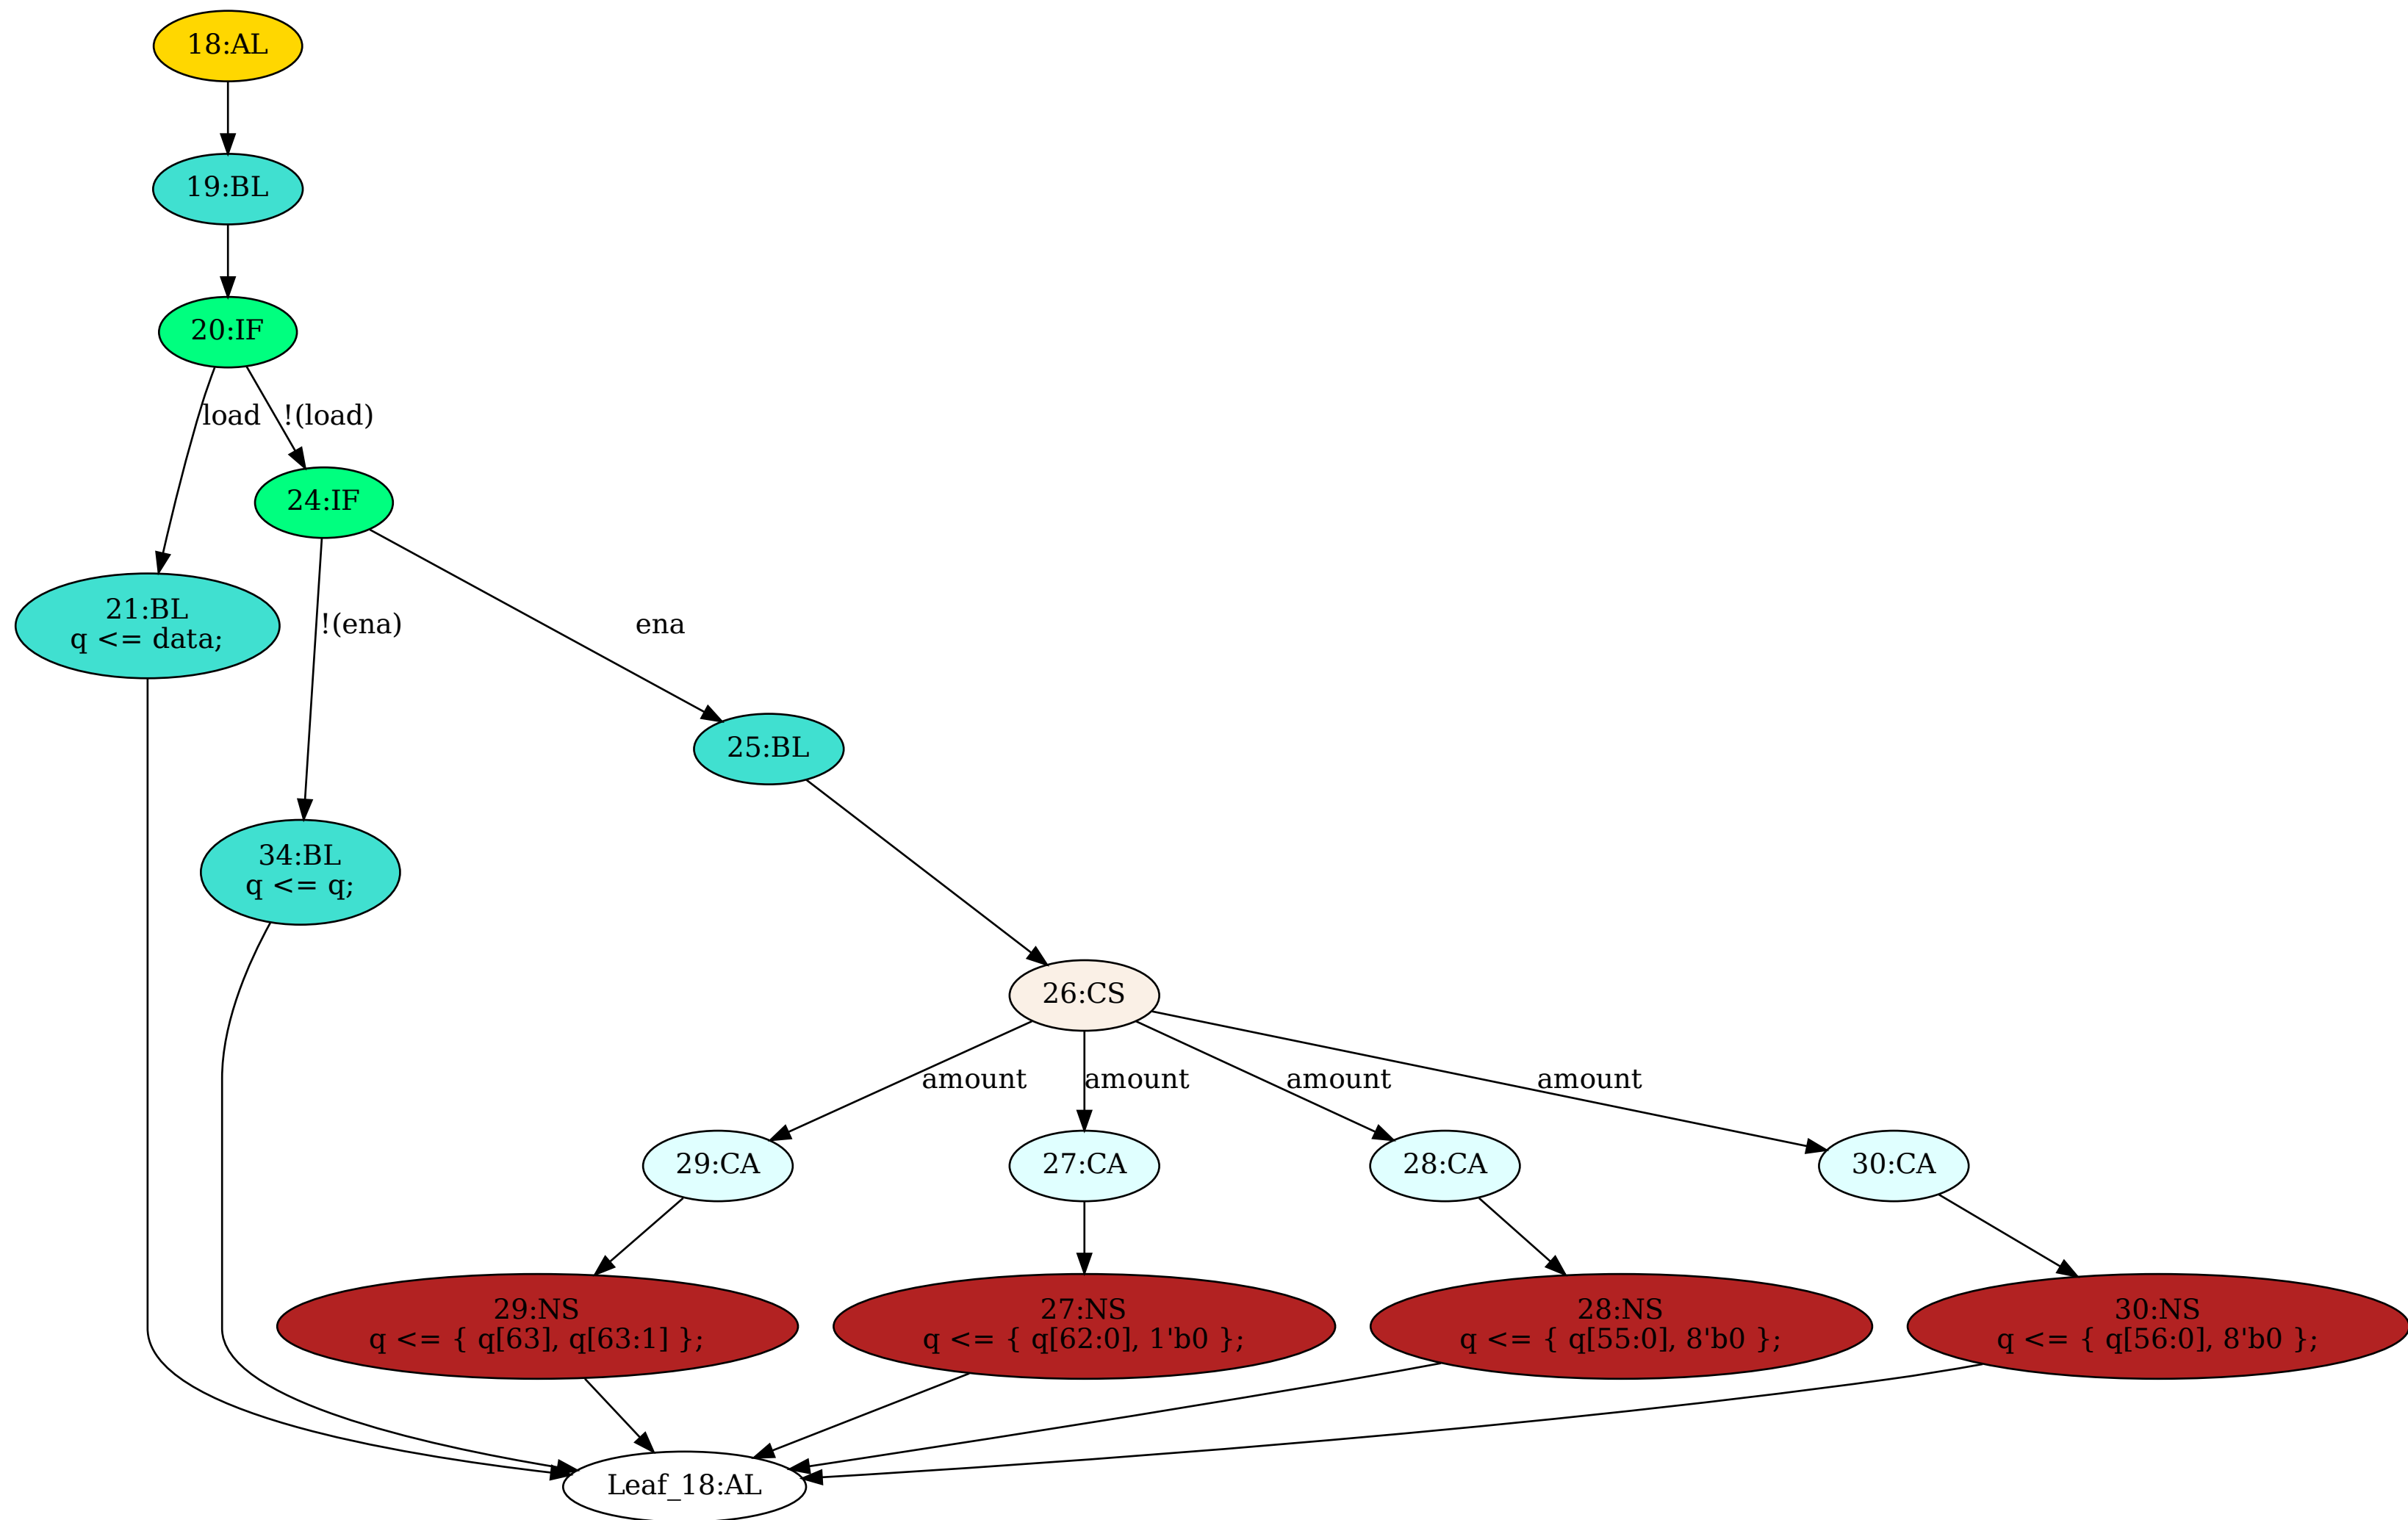 18:AL
19:BL
20:IF
load
!(load)
24:IF
21:BL
q <= data;
!(ena)
ena
25:BL
34:BL
q <= q;
26:CS
amount
amount
amount
amount
29:CA
27:CA
28:CA
30:CA
29:NS
q <= { q[63], q[63:1] };
27:NS
q <= { q[62:0], 1'b0 };
28:NS
q <= { q[55:0], 8'b0 };
30:NS
q <= { q[56:0], 8'b0 };
Leaf_18:AL